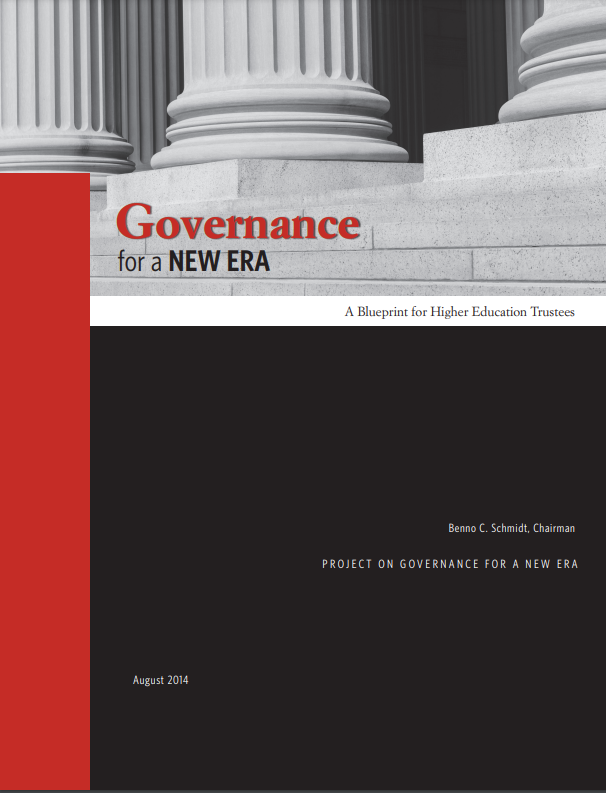 Governance
for a NEW ERA
A Blueprint for Higher Education Trustees
Benno C. Schmidt, Chairman
PROJECT ON GOVERNANCE FOR A NEW ERA
August 2014